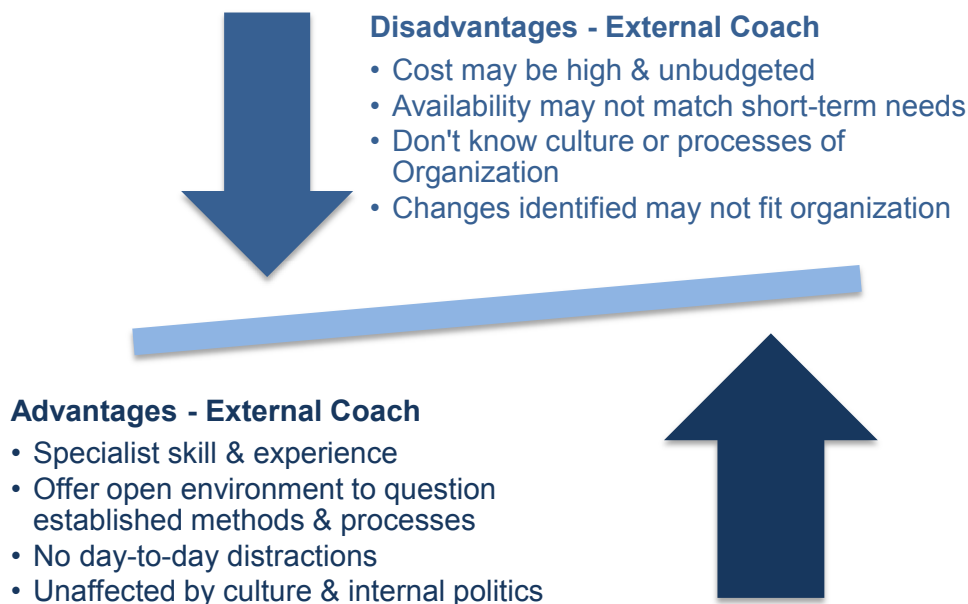 Disadvantages - External Coach
• Cost may be high & unbudgeted
• Availability may not match short-term needs
• Don't know culture or processes of
Organization
• Changes identified may not fit organization
Advantages - External Coach
• Specialist skill & experience
• Offer open environment to question
established methods & processes
• No day-to-day distractions
• Unaffected by culture & internal politics